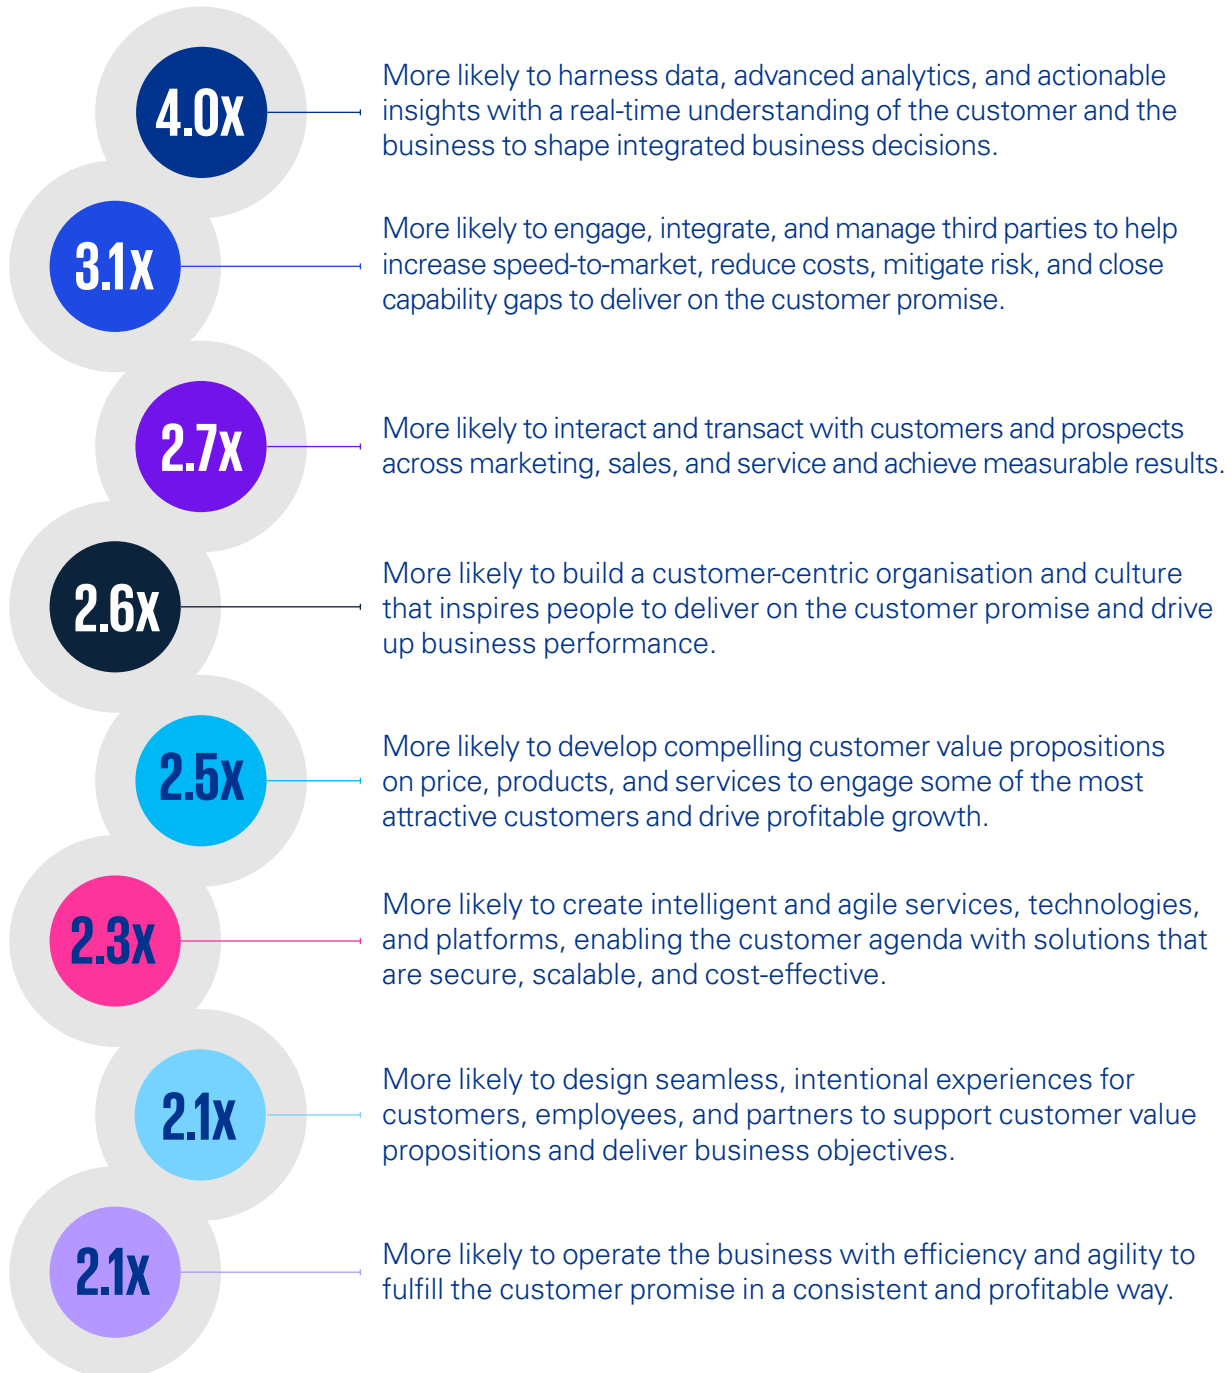 4.0x
More likely to harness data, advanced analytics, and actionable
insights with a real-time understanding of the customer and the
business to shape integrated business decisions.
3.1x
More likely to engage, integrate, and manage third parties to help
increase speed-to-market, reduce costs, mitigate risk, and close
capability gaps to deliver on the customer promise.
2.7x
More likely to interact and transact with customers and prospects
across marketing, sales, and service and achieve measurable results.
2.6x
More likely to build a customer-centric organisation and culture
that inspires people to deliver on the customer promise and drive
up business performance.
2.5x
More likely to develop compelling customer value propositions
on price, products, and services to engage some of the most
attractive customers and drive profitable growth.
2.3x
More likely to create intelligent and agile services, technologies,
and platforms, enabling the customer agenda with solutions that
are secure, scalable, and cost-effective.
2.1x
More likely to design seamless, intentional experiences for
customers, employees, and partners to support customer value
propositions and deliver business objectives.
2.1x
More likely to operate the business with efficiency and agility to
fulfill the customer promise in a consistent and profitable way.